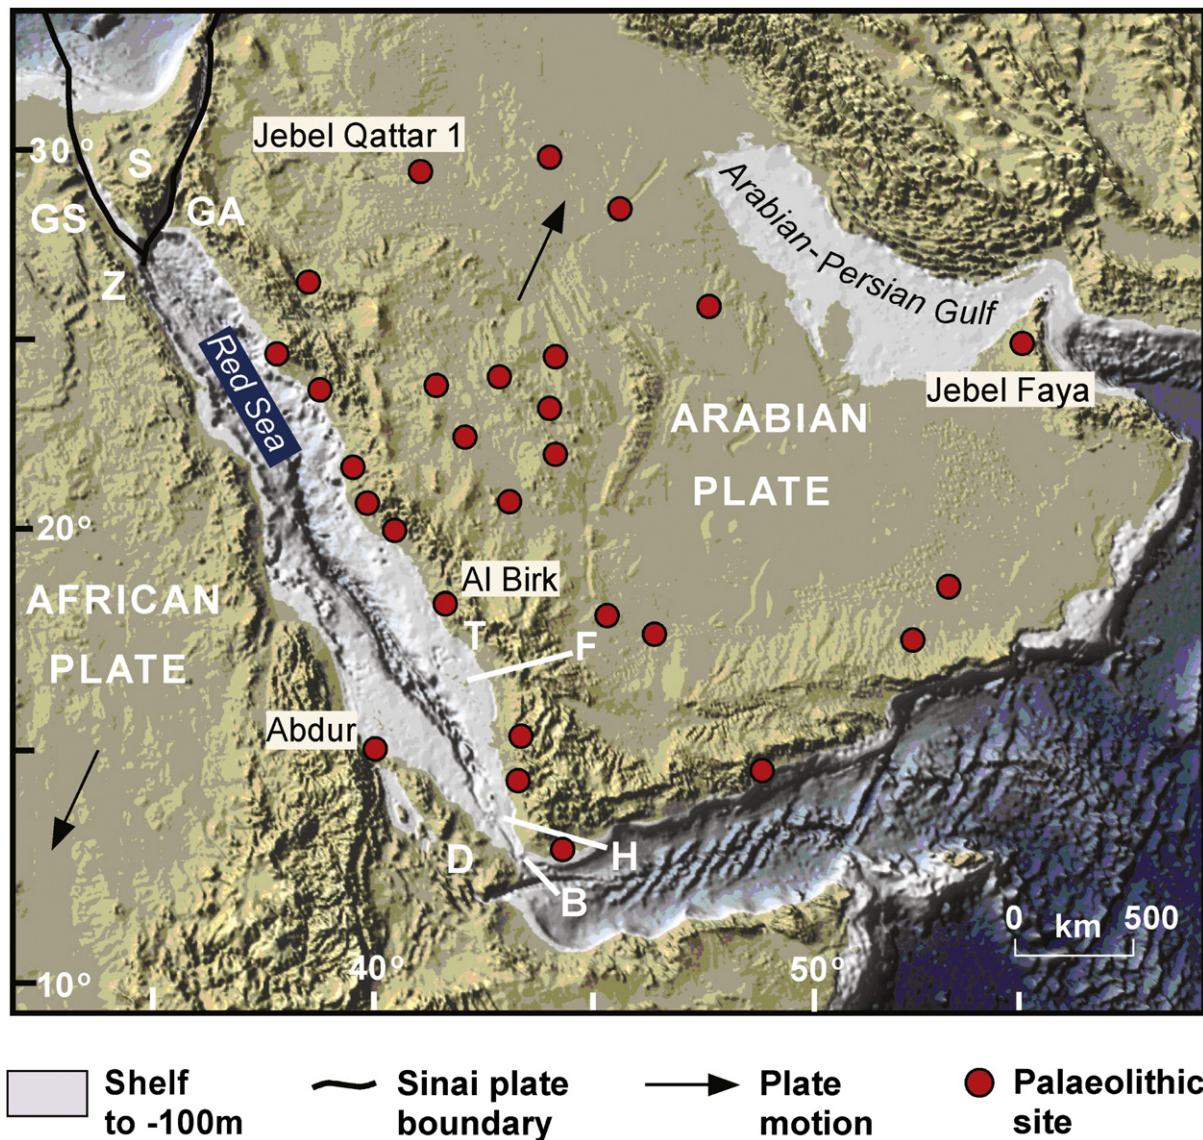 Jebel Qattar 1
30°
S
GS
GA
Z
Arabian-Persian Gulf
Red Sea
Jebel Faya
ARABIAN
PLATE
20°
Al Birk
AFRICAN
PLATE
T
F
Abdur
H
D
B
0 km 500
40°
50°
10°
Shelf
to -100m
Sinai plate
boundary
Plate
motion
Palaeolithic
site